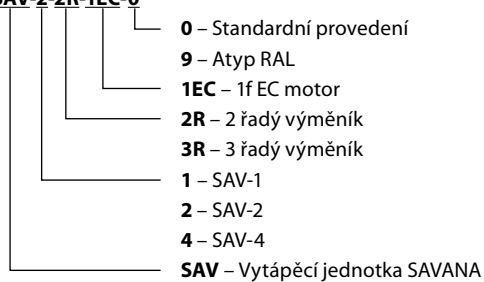 SAV-2-2R-1EC-0
0 – Standardní provedení
9 – Atyp RAL
1EC – 1f EC motor
2R – 2 řadý výměník
3R – 3 řadý výměník
1 – SAV-1
2 – SAV-2
4 – SAV-4
SAV – Vytápěcí jednotka SAVANA